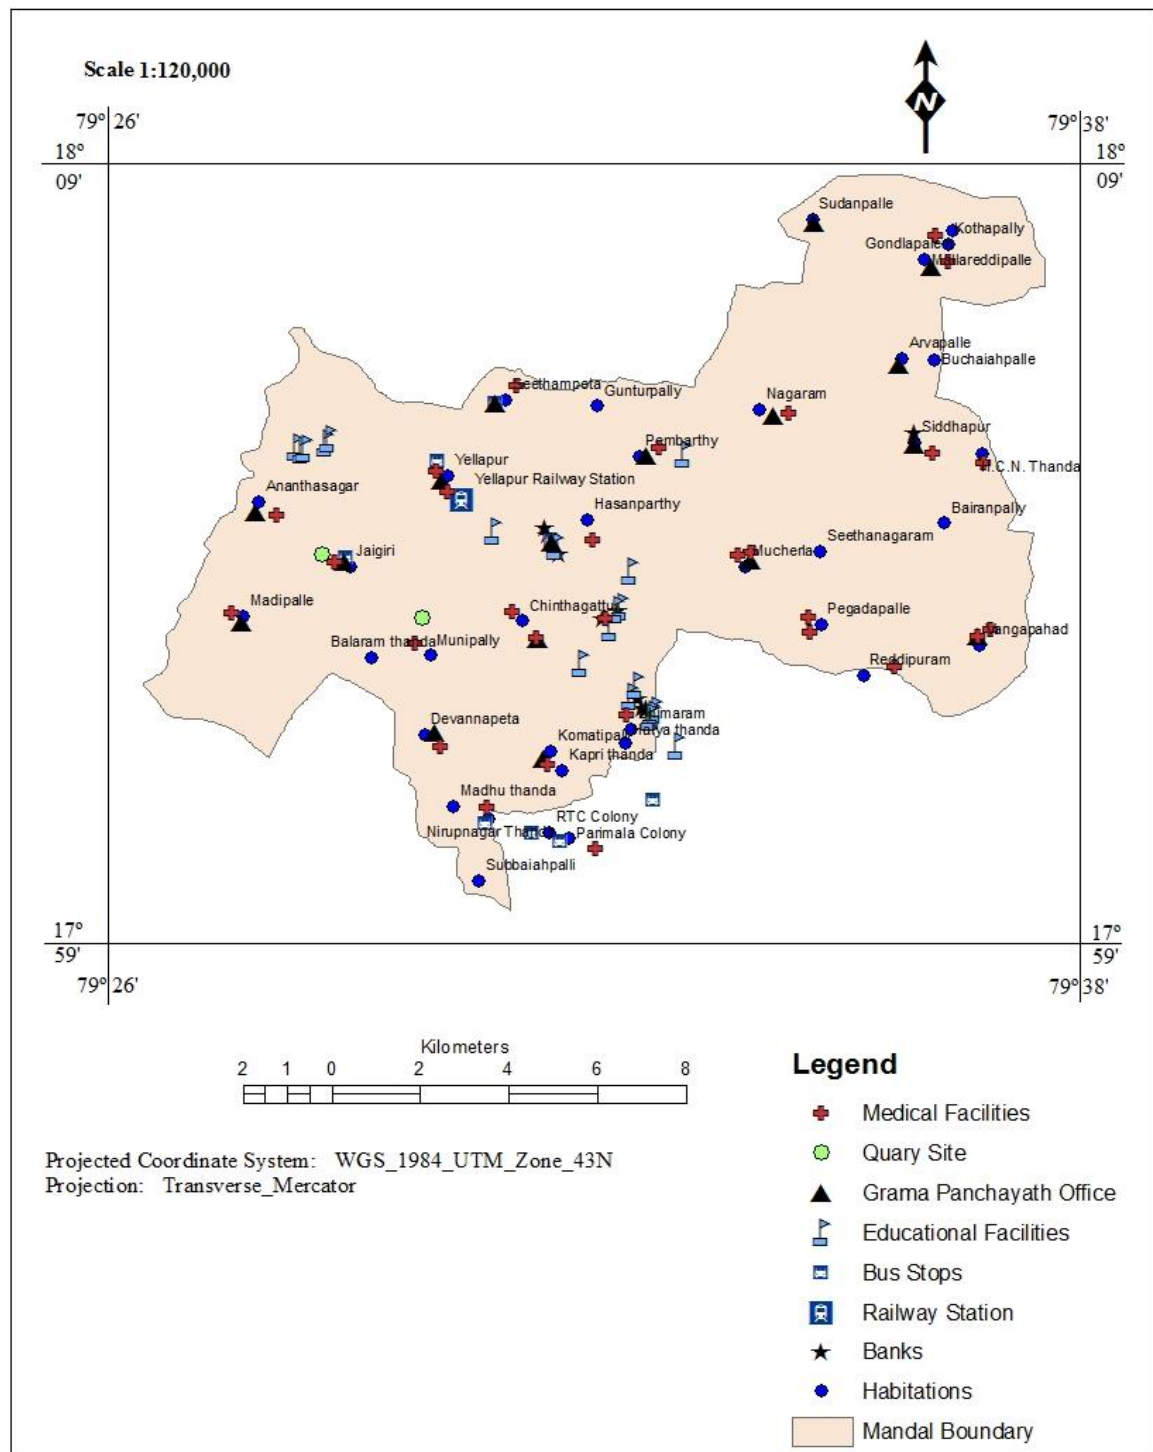 Scale 1:120,000
N
79° 26'
79° 38'
18°
09'
18°
09'
Sudanpalle
Kothapally
Mallareddipalle
Arvapalle
Buchaiahpalle
Seethampeta
Gunturpally
Nagaram
Pembarthy
Siddhapur
Yellapur
Yellapur Railway Station
Ananthasagar
Hasanparthy
Bairanpally
Jaigiri
Mucherla
Seethanagaram
Madipalle
Chinthagattu
Pegadapalle
Balaram thanda
Munipally
Vangapahad
Reddipuram
Devannapeta
Komatipally
Kapri thanda
Madhu thanda
RTC Colony
Nirupnagar Thanda
Parimala Colony
Subbaiahpalli
17°
59'
17°
59'
79° 26'
79° 38'
Kilometers
2 1 0 2 4 6 8
Projected Coordinate System: WGS_1984_UTM_Zone_43N
Projection: Transverse_Mercator
Legend
Medical Facilities
Quary Site
Grama Panchayath Office
Educational Facilities
Bus Stops
Railway Station
Banks
Habitations
Mandal Boundary